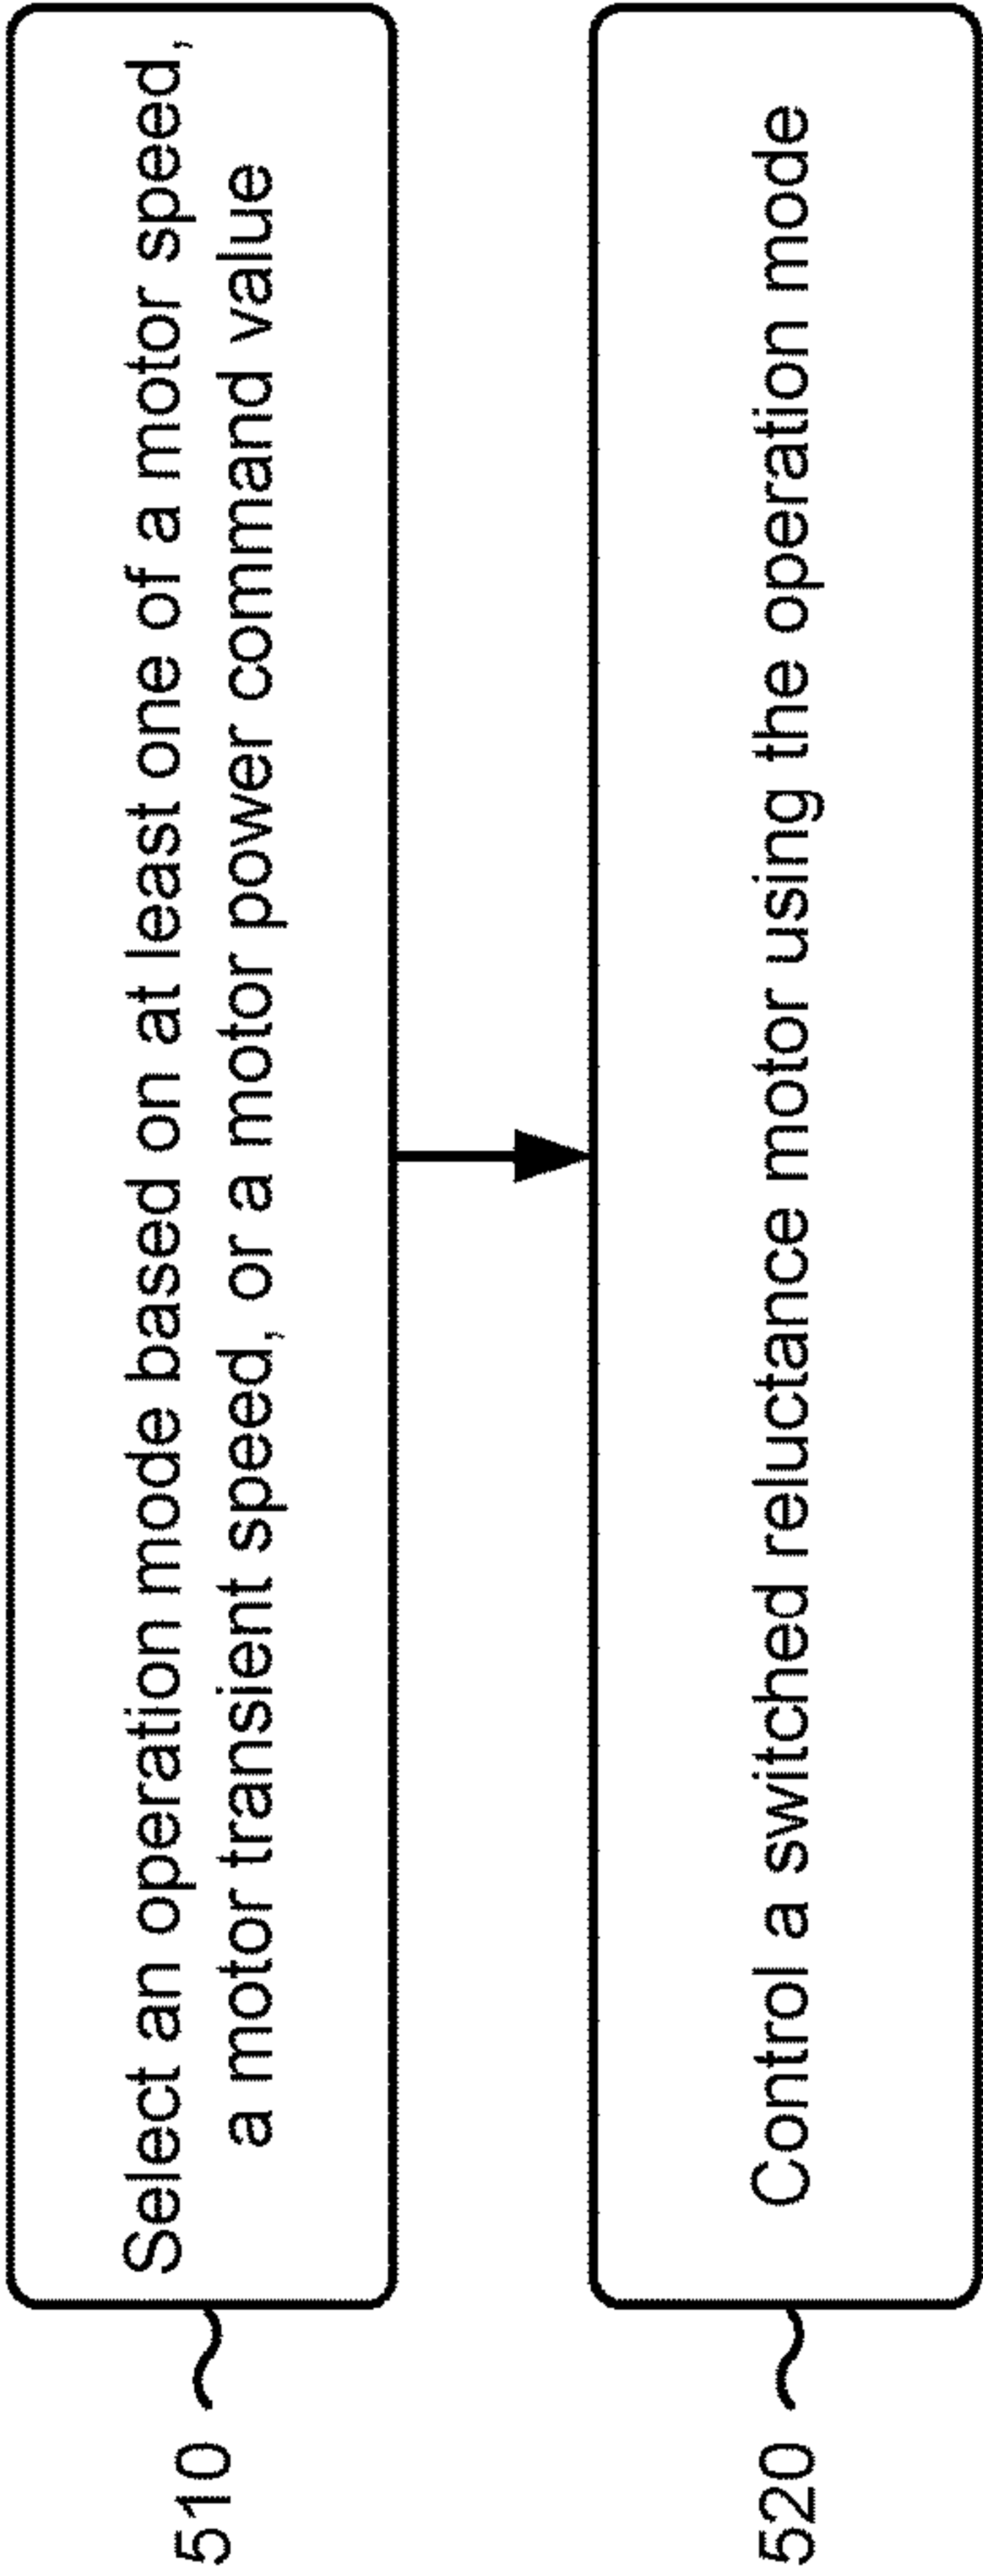 510
Select an operation mode based on at least one of a motor speed,
a motor transient speed, or a motor power command value
520
Control a switched reluctance motor using the operation mode